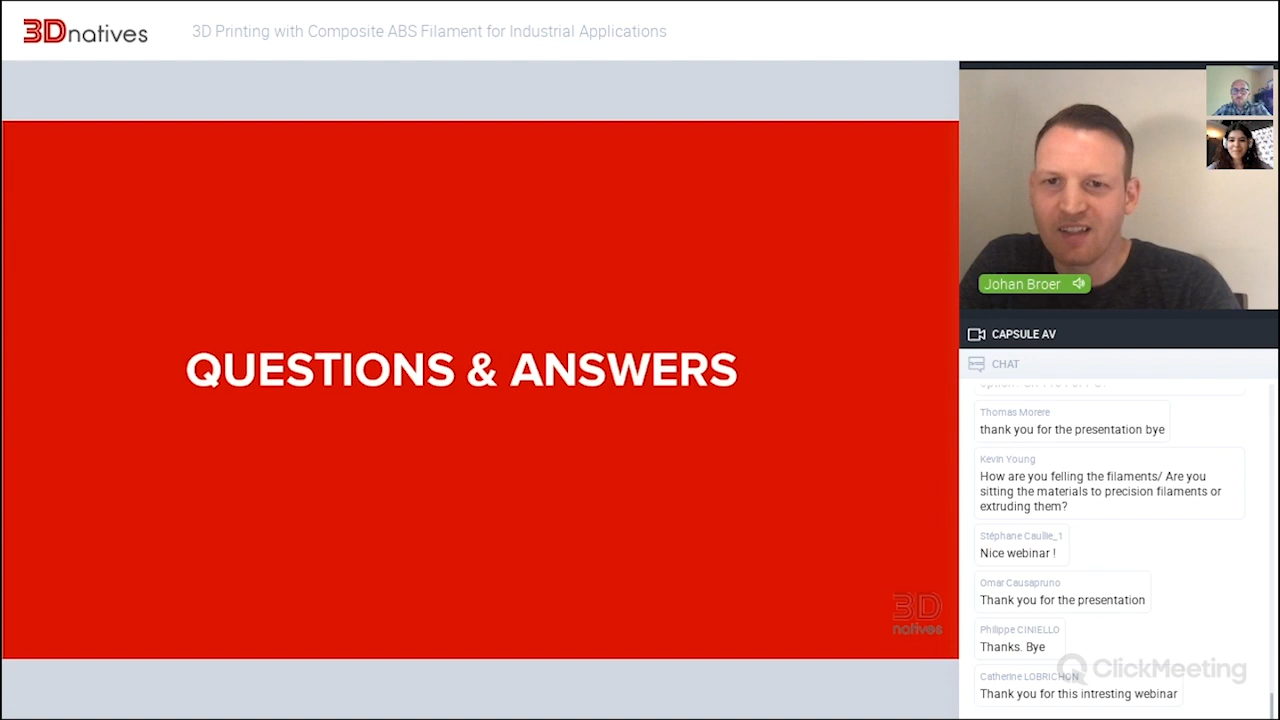 3Dnatives
3D Printing with Composite ABS Filament for Industrial Applications
QUESTIONS & ANSWERS
3D
natives
Johan Broer
CAPSULE AV
CHAT
Thomas Morere
thank you for the presentation bye
Kevin Young
How are you felling the filaments/ Are you
sitting the materials to precision filaments or
extruding them?
Stéphane Caullie_1
Nice webinar !
Omar Causapruno
Thank you for the presentation
Philippe CINIELLO
Thanks. Bye
Catherine LOBRICHON
Thank you for this intresting webinar
ClickMeeting